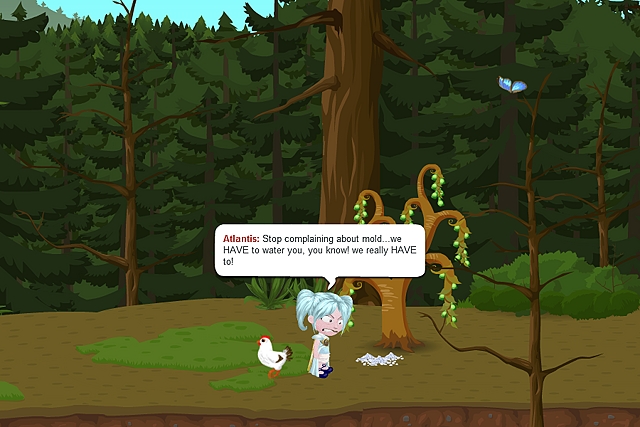 Atlantis: Stop complaining about mold...we
HAVE to water you, you know! we really HAVE
to!